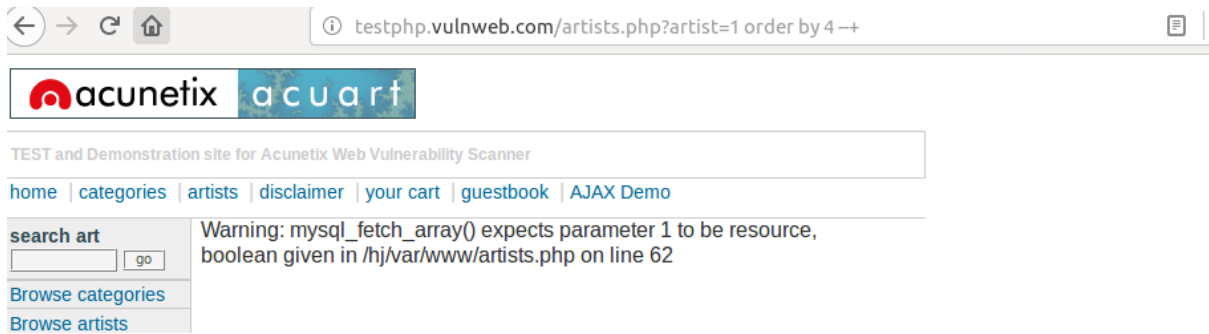 testphp.vulnweb.com/artists.php?artist=1 order by 4 --+
acunetix acuart
TEST and Demonstration site for Acunetix Web Vulnerability Scanner
home | categories | artists | disclaimer | your cart | guestbook | AJAX Demo
search art
go
Browse categories
Browse artists
Warning: mysql_fetch_array() expects parameter 1 to be resource,
boolean given in /hj/var/www/artists.php on line 62